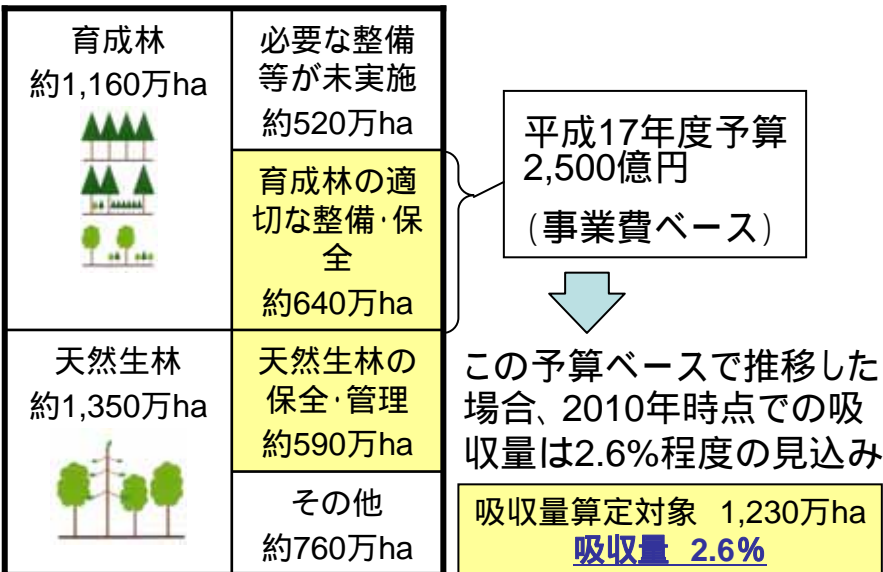 育成林
約1,160万ha
必要な整備
等が未実施
約520万ha
育成林の適
切な整備・保
全
約640万ha
天然生林
約1,350万ha
天然生林の
保全・管理
約590万ha
その他
約760万ha
平成17年度予算
2,500億円
(事業費ベース)
この予算ベースで推移した
場合、2010年時点での吸
収量は2.6%程度の見込み
吸収量算定対象 1,230万ha
吸収量 2.6%